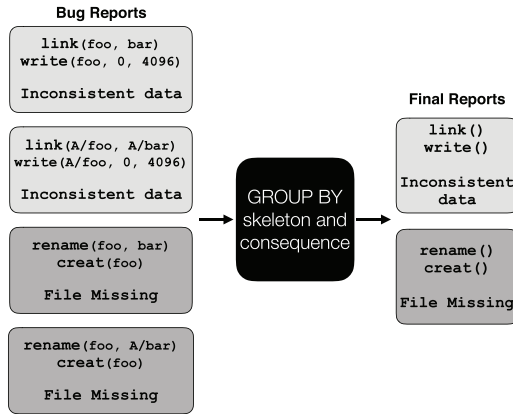 Bug Reports
link(foo, bar)
write(foo, 0, 4096)
Inconsistent data
link(A/foo, A/bar)
write(A/foo, 0, 4096)
Inconsistent data
rename(foo, bar)
creat(foo)
File Missing
rename(foo, A/bar)
creat(foo)
File Missing
GROUP BY
skeleton and
consequence
Final Reports
link()
write()
Inconsistent
data
rename()
creat()
File Missing